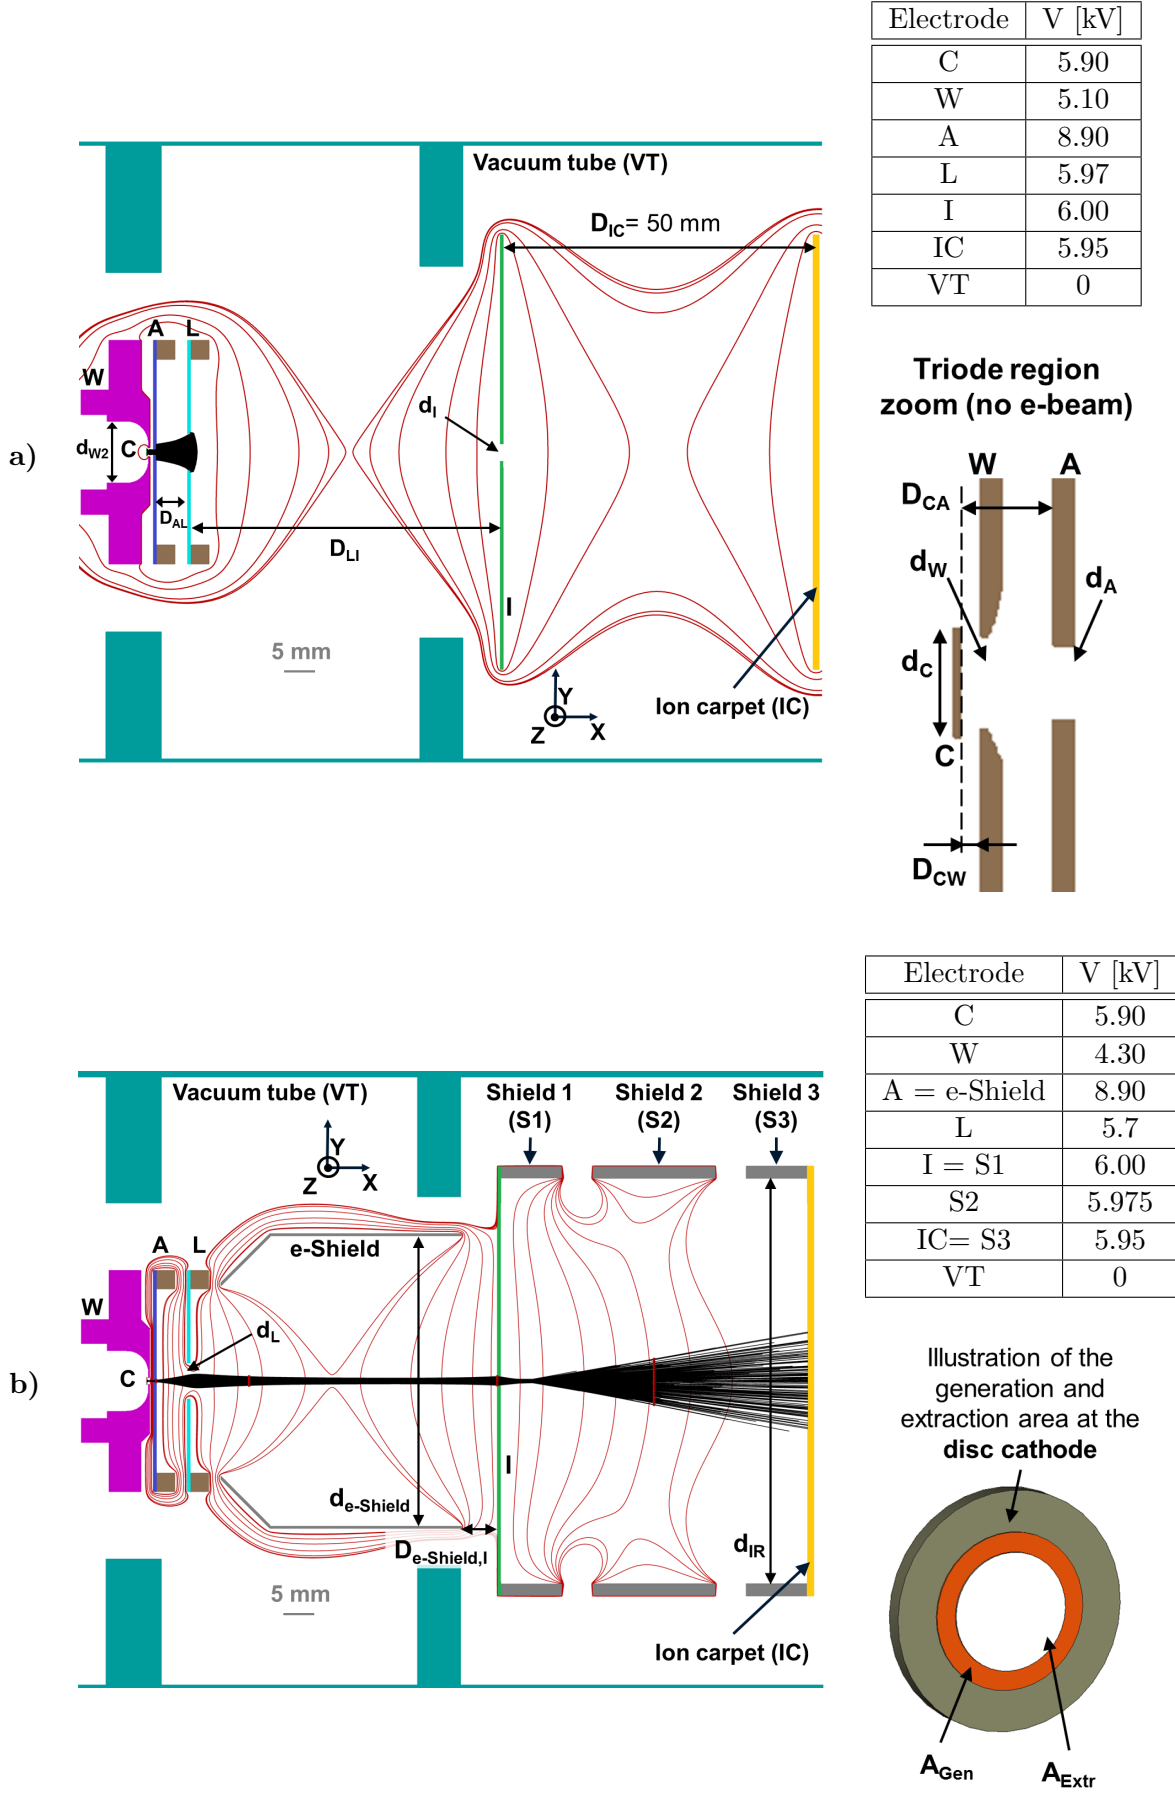 Electrode V [kV]
C 5.90
W 5.10
A 8.90
L 5.97
I 6.00
IC 5.95
VT 0
Vacuum tube (VT)
D_IC= 50 mm
A L
W
d_I
d_W2 C
a)
D_AL
D_LI
I
5 mm
Y
Z X
Ion carpet (IC)
Triode region
zoom (no e-beam)
W A
D_CA
d_W
d_A
d_C
C
D_CW
Electrode V [kV]
C 5.90
W 4.30
A = e-Shield 8.90
L 5.7
I = S1 6.00
S2 5.975
IC= S3 5.95
VT 0
Vacuum tube (VT)
Shield 1 Shield 2 Shield 3
(S1) (S2) (S3)
Y
Z X
A L e-Shield
W
d_L
C
b)
I
d_e-Shield
D_e-Shield,I
d_IR
5 mm
Ion carpet (IC)
Illustration of the
generation and
extraction area at the
disc cathode
A_Gen A_Extr